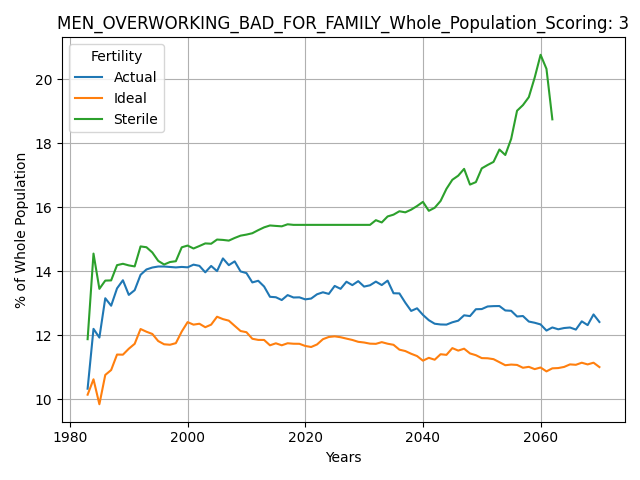 MEN_OVERWORKING_BAD_FOR_FAMILY_Whole_Population_Scoring: 3
Fertility
Actual
Ideal
Sterile
% of Whole Population
20
18
16
14
12
10
1980
2000
2020
2040
2060
Years